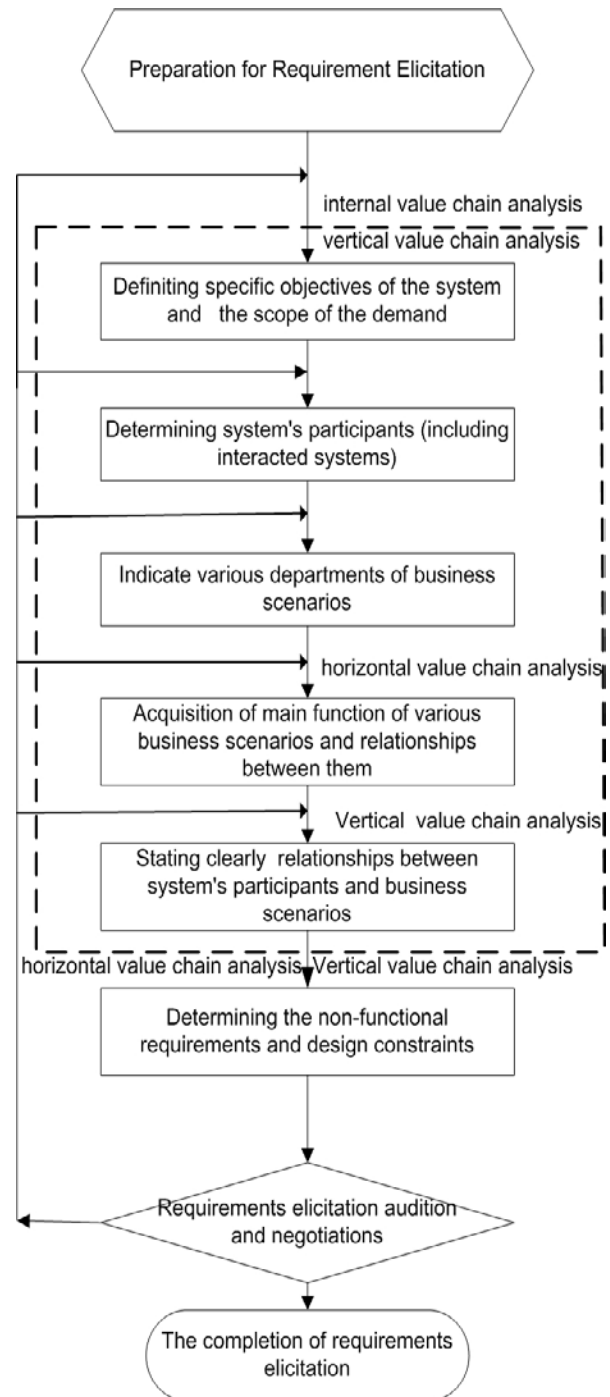 Preparation for Requirement Elicitation
internal value chain analysis
vertical value chain analysis
Definiting specific objectives of the system
and the scope of the demand
Determining system's participants (including
interacted systems)
Indicate various departments of business
scenarios
horizontal value chain analysis
Acquisition of main function of various
business scenarios and relationships
between them
Vertical value chain analysis
Stating clearly relationships between
system's participants and business
scenarios
horizontal value chain analysis Vertical value chain analysis
Determining the non-functional
requirements and design constraints
Requirements elicitation audition
and negotiations
The completion of requirements
elicitation